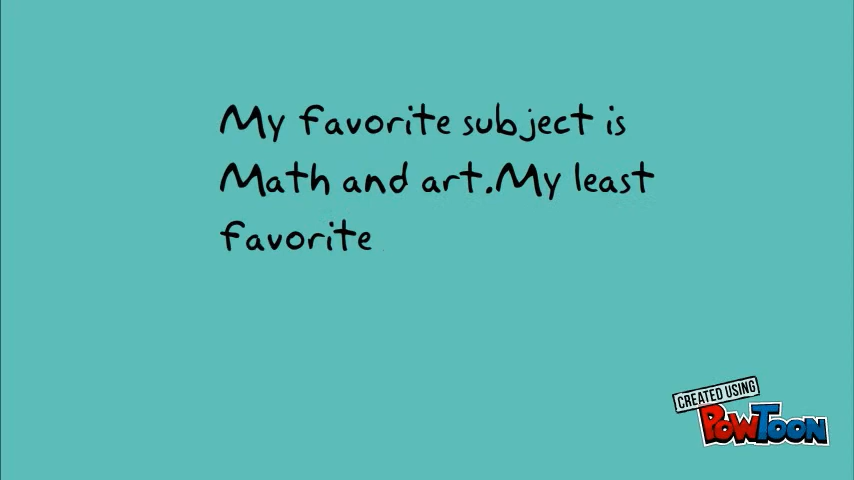 My favorite subject is
Math and art.My least
favorite
CREATED USING
POWTOON